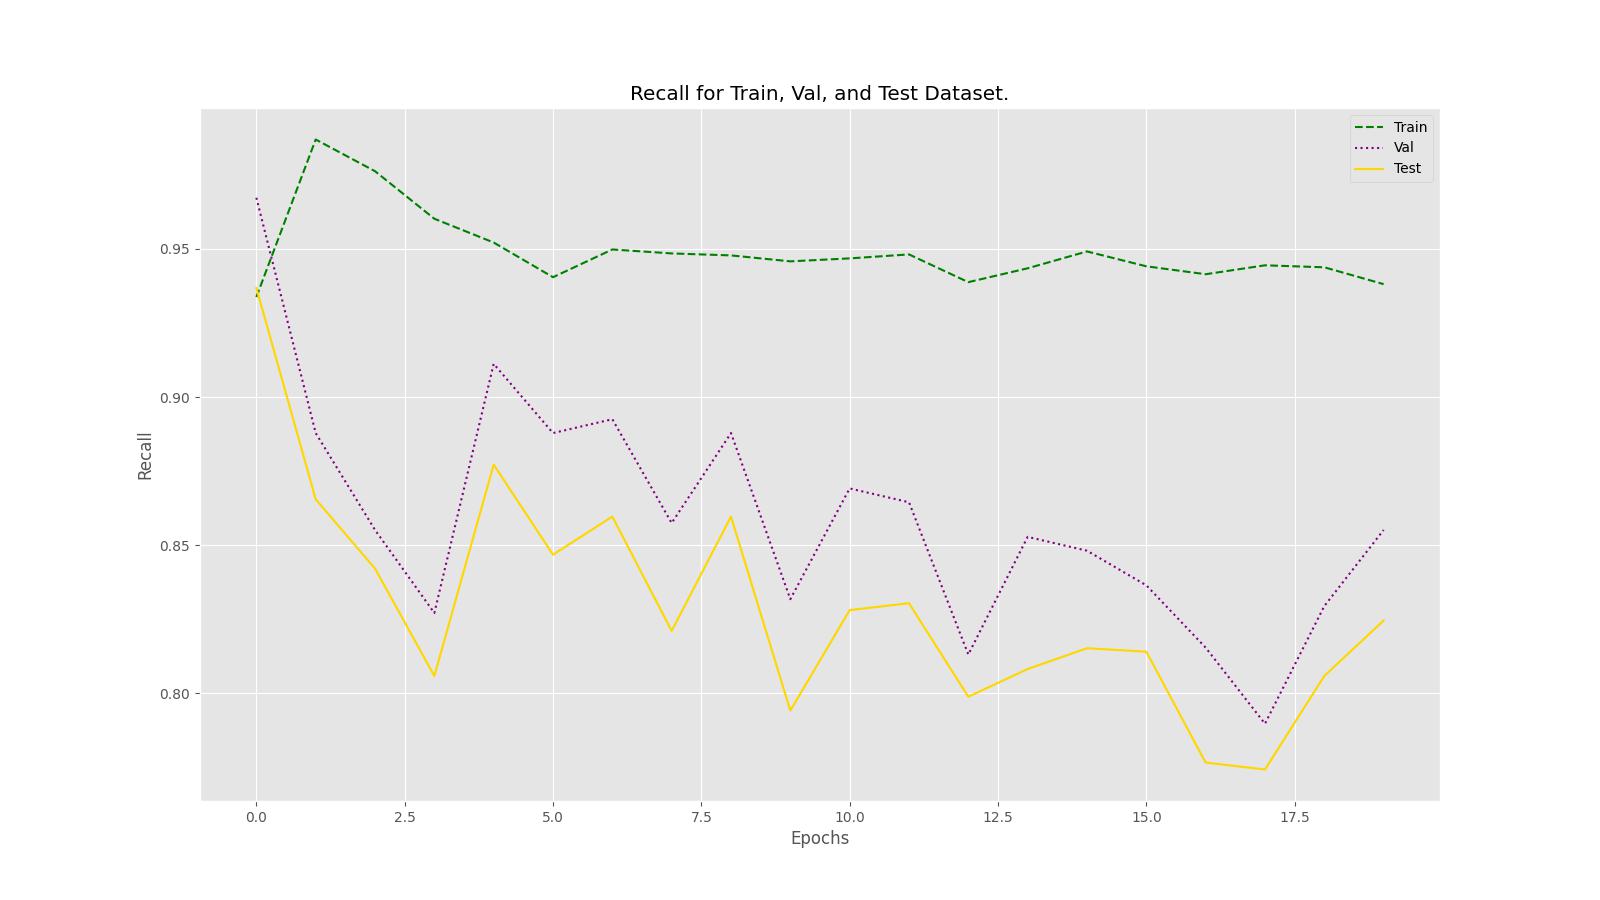 Recall for Train, Val, and Test Dataset.
Train
Val
Test
0.95
0.90
0.85
0.80
Recall
0.0 2.5 5.0 7.5 10.0 12.5 15.0 17.5
Epochs